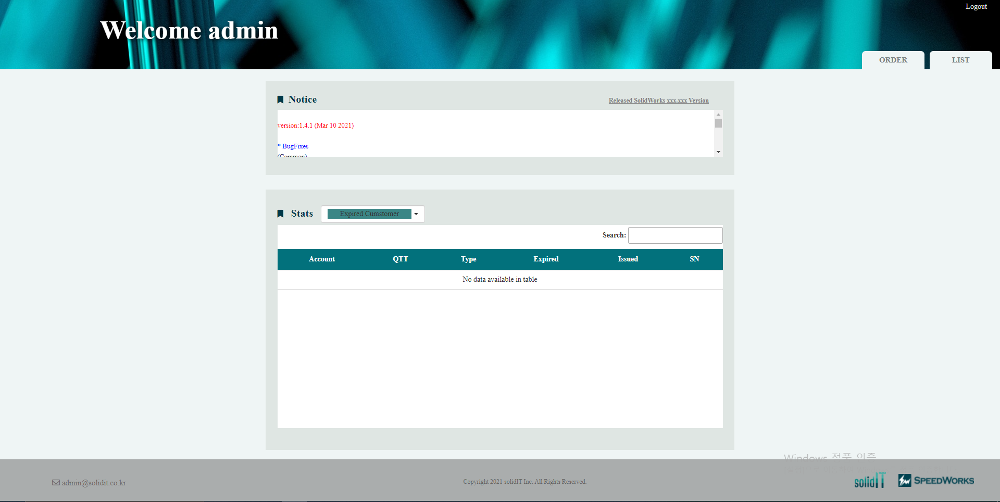 Logout
Welcome admin
ORDER
LIST
Notice
Released SolidWorks xxx.xxx Version
version:1.4.1 (Mar 10 2021)
* BugFixes
(Common)
Stats
Expired Cumstomer
Search:
Account QTT Type Expired Issued SN
No data available in table
Windows 정품 인증
admin@solidit.co.kr
Copyright 2021 solidIT Inc. All Rights Reserved.
solidIT
SPEEDWORKS